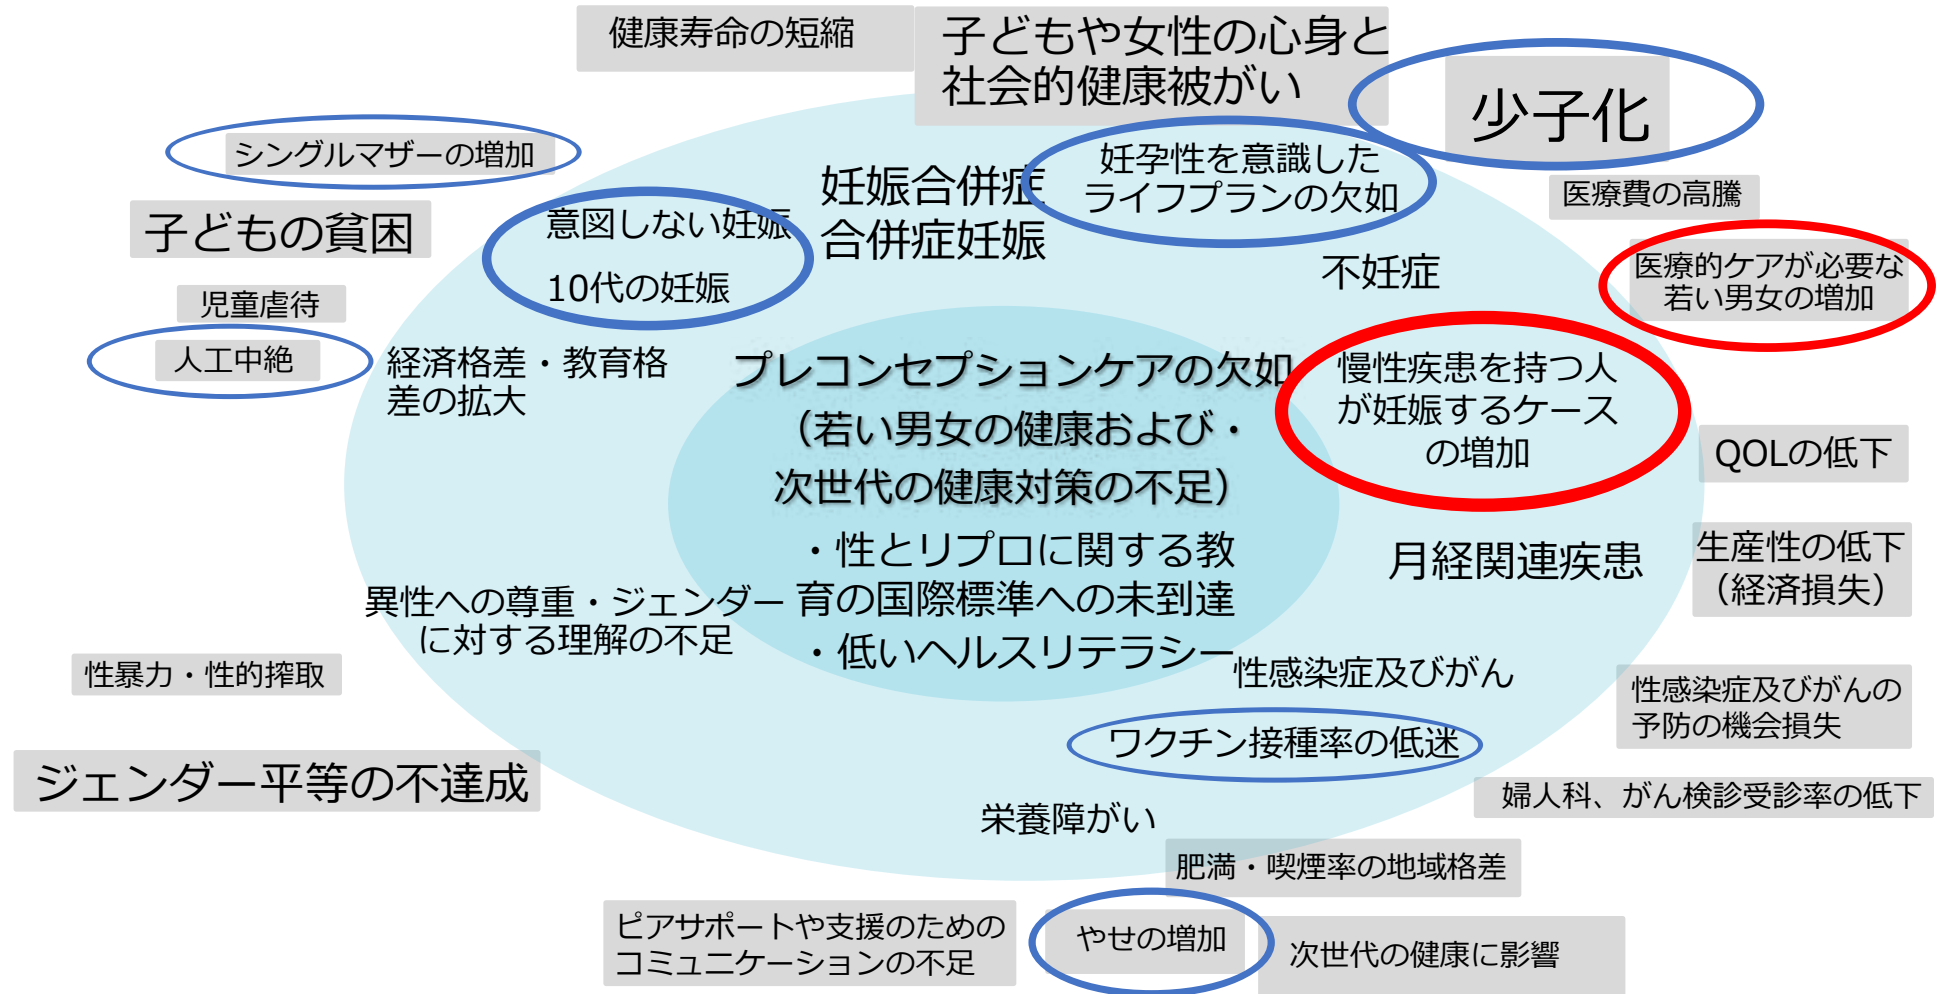 健康寿命の短縮
子どもや女性の心身と
社会的健康被がい
少子化
シングルマザーの増加
妊娠合併症
合併症妊娠
妊孕性を意識した
ライフプランの欠如
医療費の高騰
子どもの貧困
意図しない妊娠
10代の妊娠
不妊症
医療的ケアが必要な
若い男女の増加
児童虐待
人工中絶
経済格差・教育格
差の拡大
プレコンセプションケアの欠如
（若い男女の健康および・
次世代の健康対策の不足）
・性とリプロに関する教
育の国際標準への未到達
・低いヘルスリテラシー
慢性疾患を持つ人
が妊娠するケース
の増加
QOLの低下
月経関連疾患
生産性の低下
（経済損失）
異性への尊重・ジェンダー
に対する理解の不足
性暴力・性的搾取
性感染症及びがん
性感染症及びがんの
予防の機会損失
ワクチン接種率の低迷
ジェンダー平等の不達成
婦人科、がん検診受診率の低下
栄養障がい
肥満・喫煙率の地域格差
ピアサポートや支援のための
コミュニケーションの不足
やせの増加
次世代の健康に影響